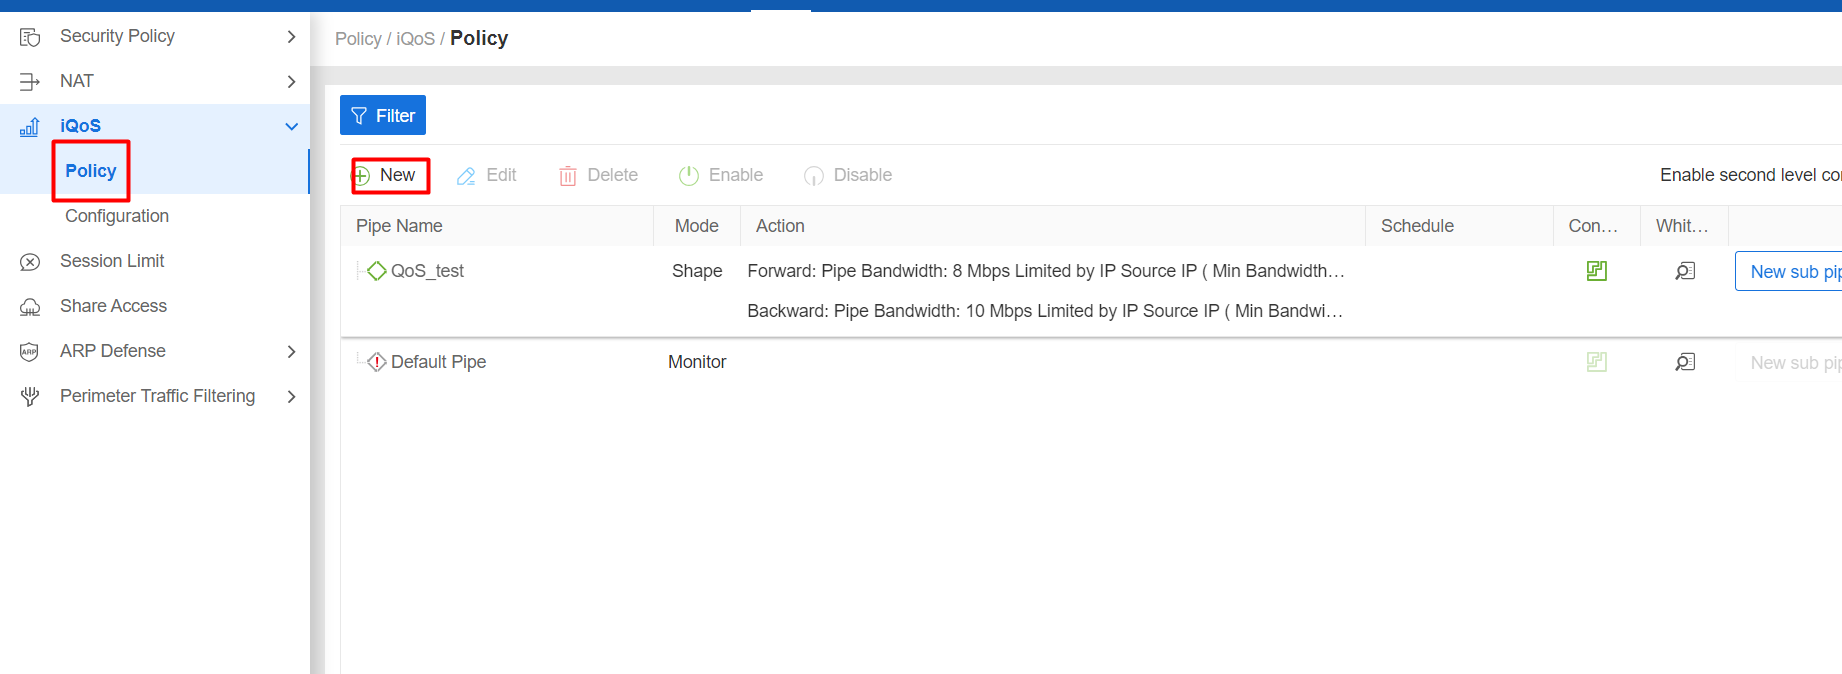 Security Policy
NAT
iQoS
Policy
Configuration
Session Limit
Share Access
ARP Defense
Perimeter Traffic Filtering
Policy / iQoS / Policy
Filter
New Edit Delete Enable Disable Enable second level co
Pipe Name Mode Action Schedule Con... Whit...
QoS_test Shape Forward: Pipe Bandwidth: 8 Mbps Limited by IP Source IP ( Min Bandwidth... New sub pip
Backward: Pipe Bandwidth: 10 Mbps Limited by IP Source IP ( Min Bandwi...
Default Pipe Monitor New sub pip